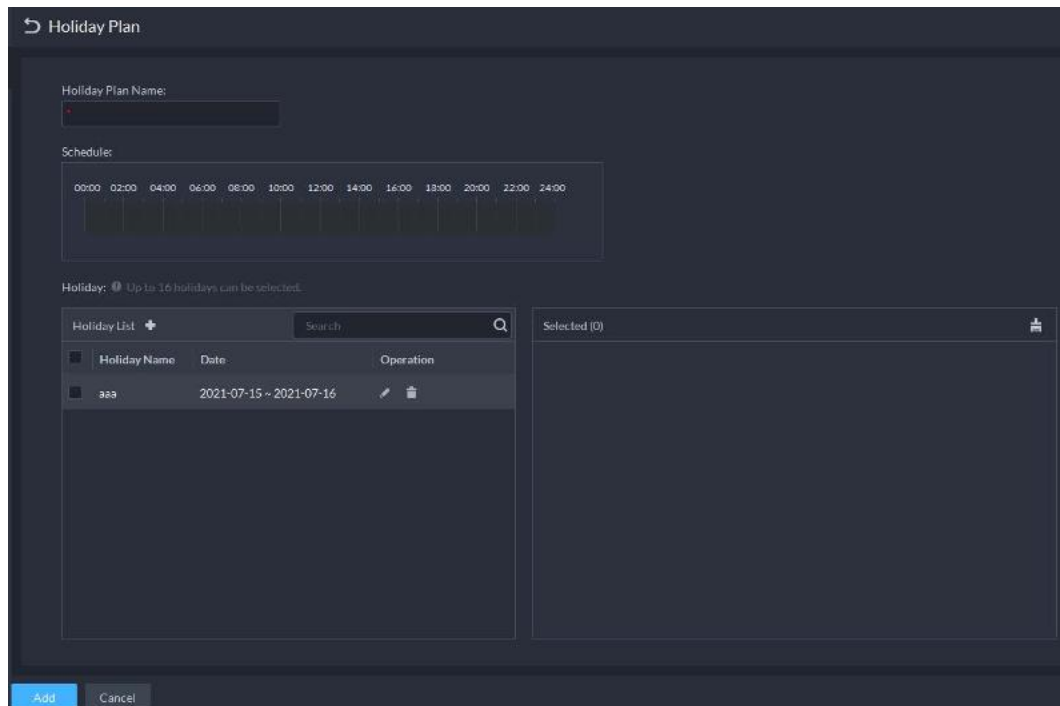 Holiday Plan
Holiday Plan Name:
*
Schedule:
00:00 02:00 04:00 06:00 08:00 10:00 12:00 14:00 16:00 18:00 20:00 22:00 24:00
Holiday: Up to 16 holidays can be selected.
Holiday List Search Selected (0)
Holiday Name Date Operation
aaa 2021-07-15 ~ 2021-07-16
Add Cancel